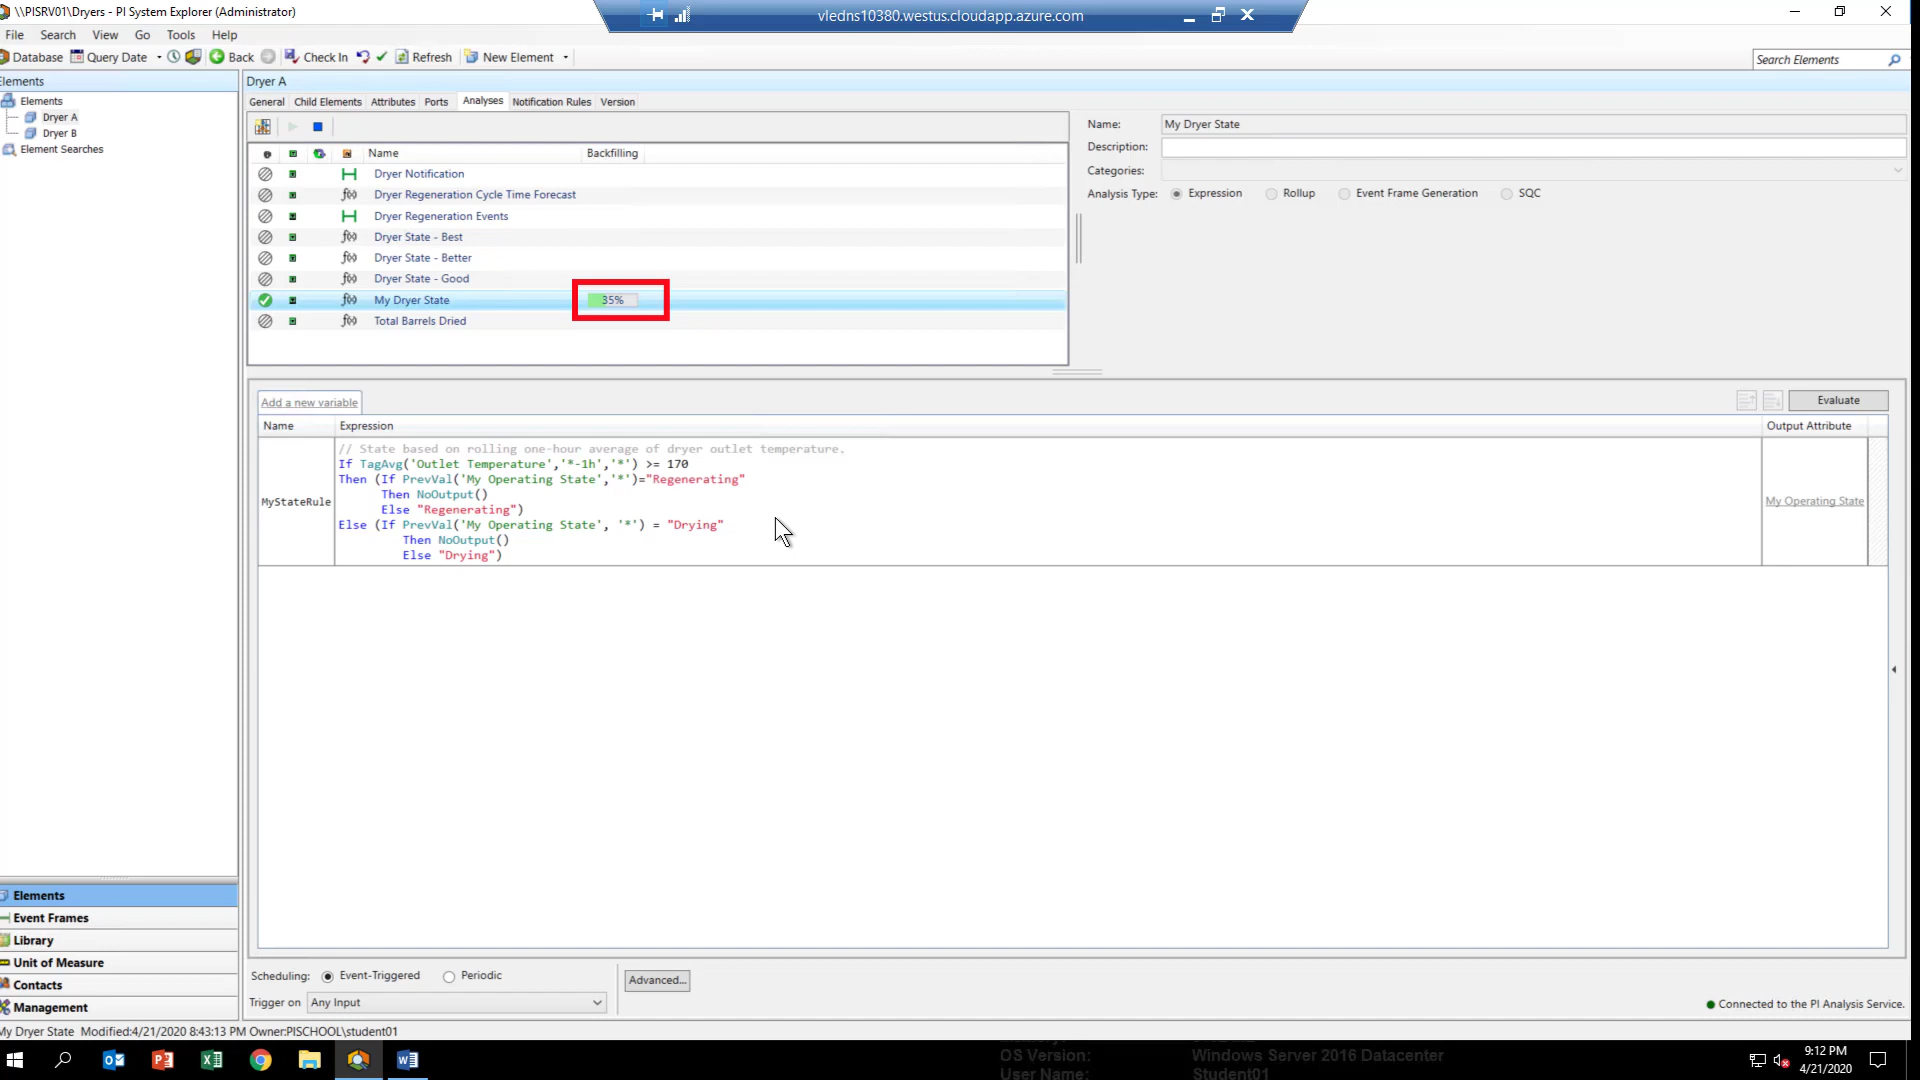 \\PISRV01\Dryers - PI System Explorer (Administrator)
vledns10380.westus.cloudapp.azure.com
File Search View Go Tools Help
Database Query Date Back Check In Refresh New Element
Search Elements
Elements
Elements
Dryer A
Dryer B
Element Searches
Dryer A
General Child Elements Attributes Ports Analyses Notification Rules Version
Name Backfilling
Dryer Notification
Dryer Regeneration Cycle Time Forecast
Dryer Regeneration Events
f(x) Dryer State - Best
f(x) Dryer State - Better
f(x) Dryer State - Good
f(x) My Dryer State 35%
f(x) Total Barrels Dried
Name: My Dryer State
Description:
Categories:
Analysis Type: Expression Rollup Event Frame Generation SQC
Add a new variable
Evaluate
Name Expression Output Attribute
MyStateRule
// State based on rolling one-hour average of dryer outlet temperature.
If TagAvg('Outlet Temperature','*-1h','*') >= 170
Then (If PrevVal('My Operating State','*')="Regenerating"
Then NoOutput()
Else "Regenerating")
Else (If PrevVal('My Operating State', '*') = "Drying"
Then NoOutput()
Else "Drying")
My Operating State
Elements
Event Frames
Library
Unit of Measure
Contacts
Management
Scheduling: Event-Triggered Periodic
Advanced...
Trigger on Any Input
Connected to the PI Analysis Service.
My Dryer State Modified:4/21/2020 8:43:13 PM Owner:PISCHOOL\student01
OS Version: Windows Server 2016 Datacenter
User Name: Student01
9:12 PM
4/21/2020